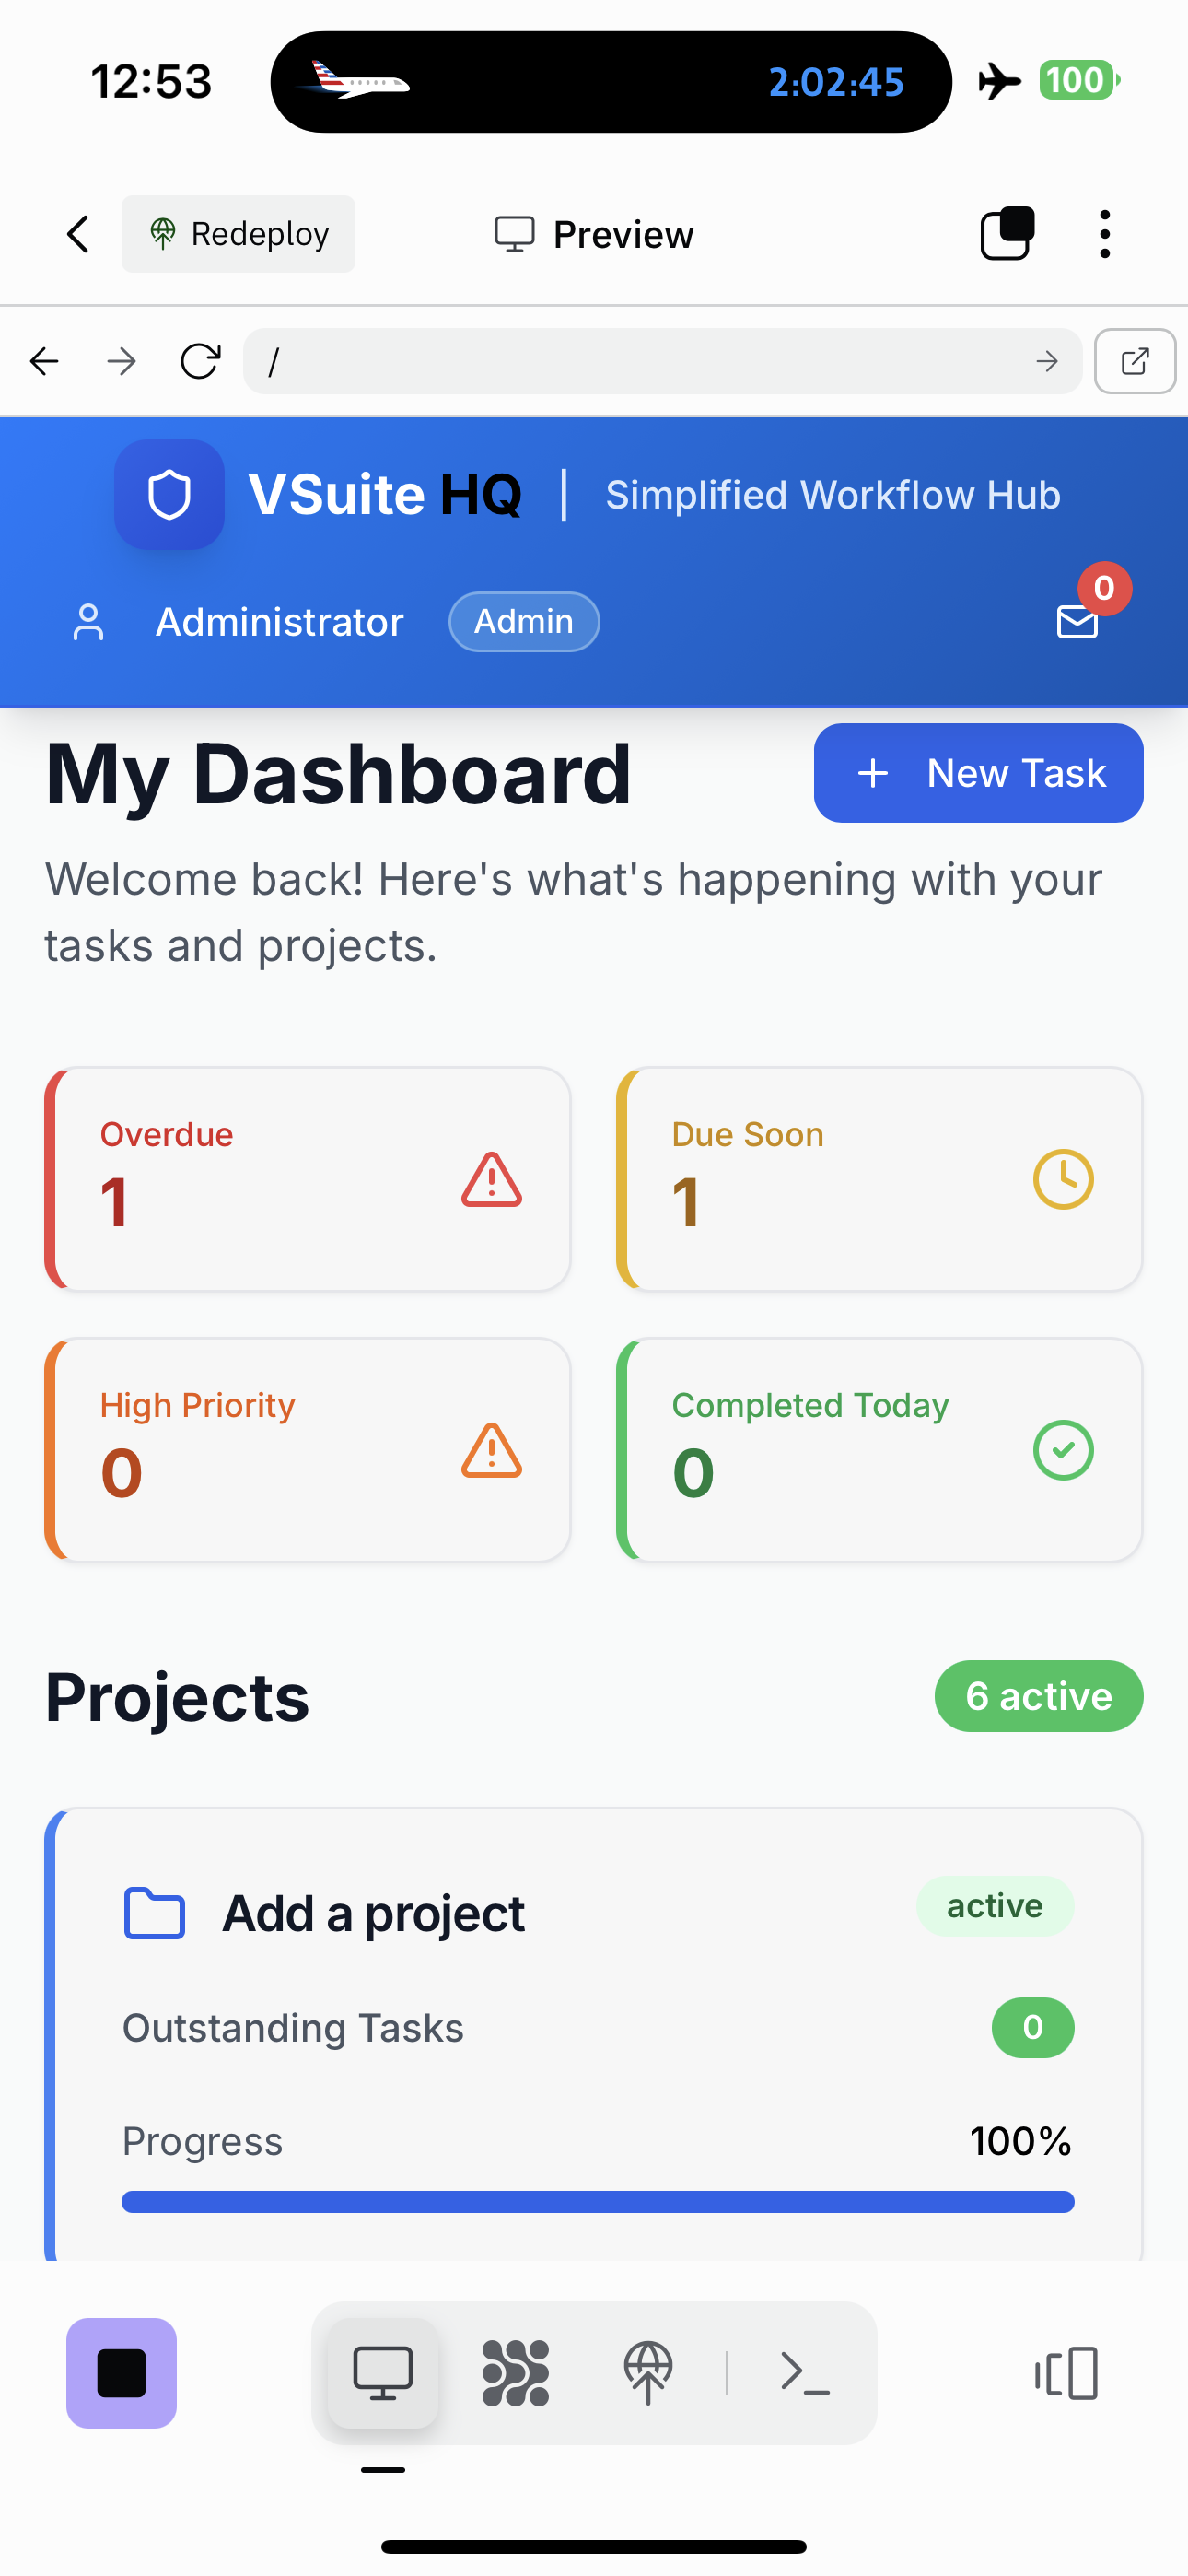 12:53 2:02:45 100
Redeploy Preview
/
VSuite HQ | Simplified Workflow Hub
0
Administrator Admin
My Dashboard + New Task
Welcome back! Here's what's happening with your
tasks and projects.
Overdue
1
Due Soon
1
High Priority
0
Completed Today
0
Projects 6 active
Add a project active
Outstanding Tasks 0
Progress 100%